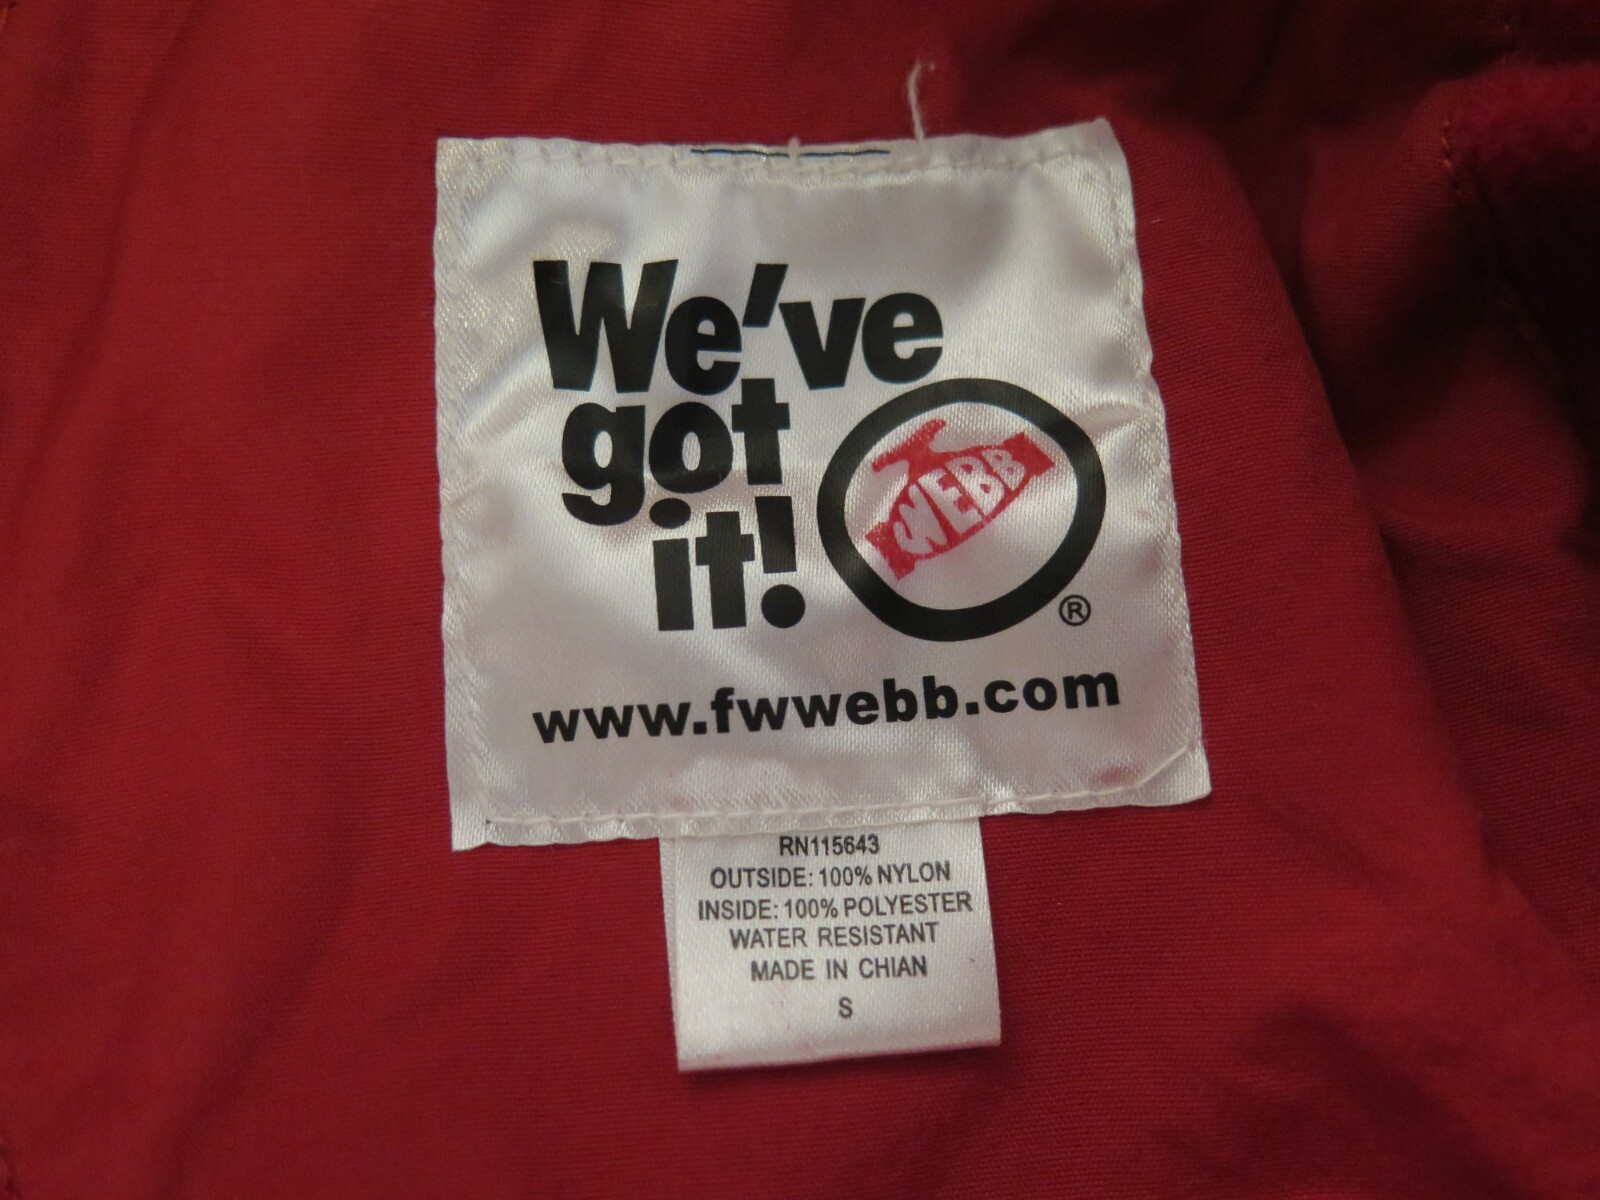 We've
got
it!
WEBB
®
www.fwwebb.com
RN115643
OUTSIDE: 100% NYLON
INSIDE: 100% POLYESTER
WATER RESISTANT
MADE IN CHIAN
S